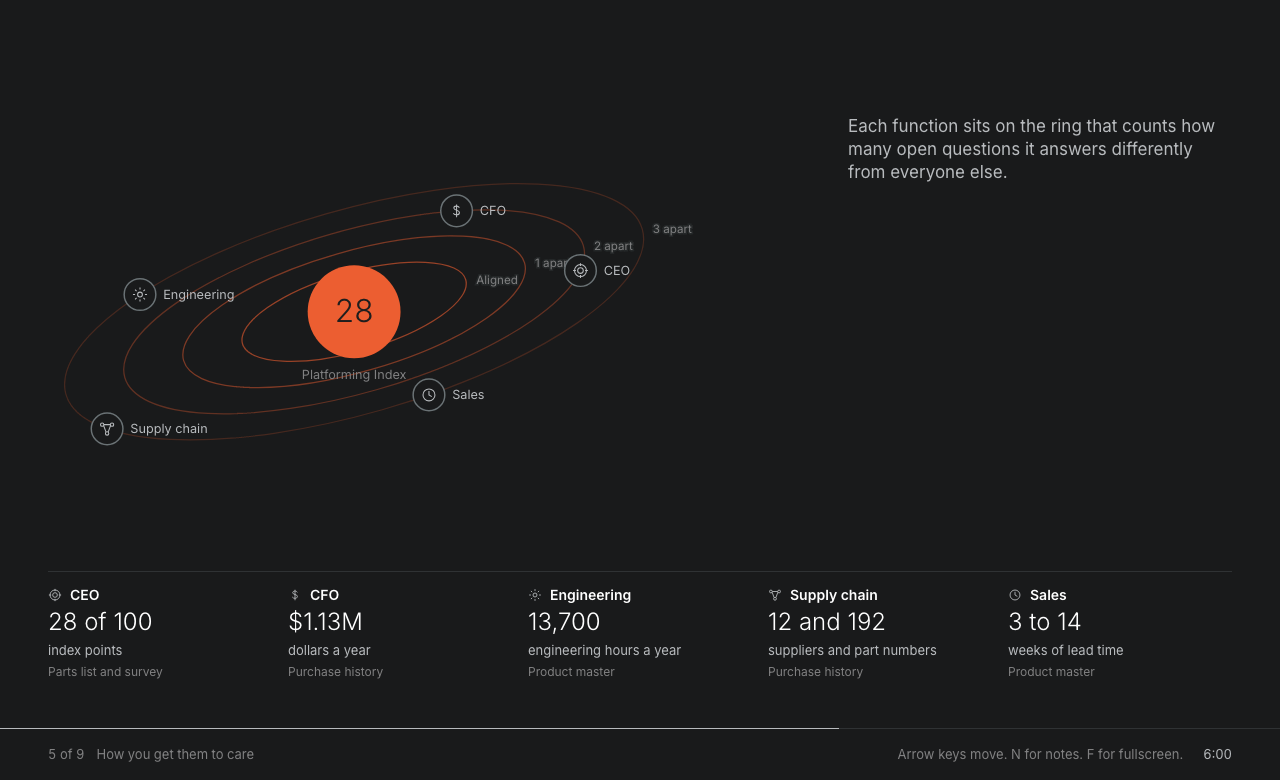 Each function sits on the ring that counts how
many open questions it answers differently
from everyone else.
$ CFO
3 apart
2 apart
1 apar
CEO
Aligned
Engineering
28
Platforming Index
Sales
Supply chain
CEO
28 of 100
index points
Parts list and survey
$ CFO
$1.13M
dollars a year
Purchase history
Engineering
13,700
engineering hours a year
Product master
Supply chain
12 and 192
suppliers and part numbers
Purchase history
Sales
3 to 14
weeks of lead time
Product master
5 of 9 How you get them to care
Arrow keys move. N for notes. F for fullscreen. 6:00